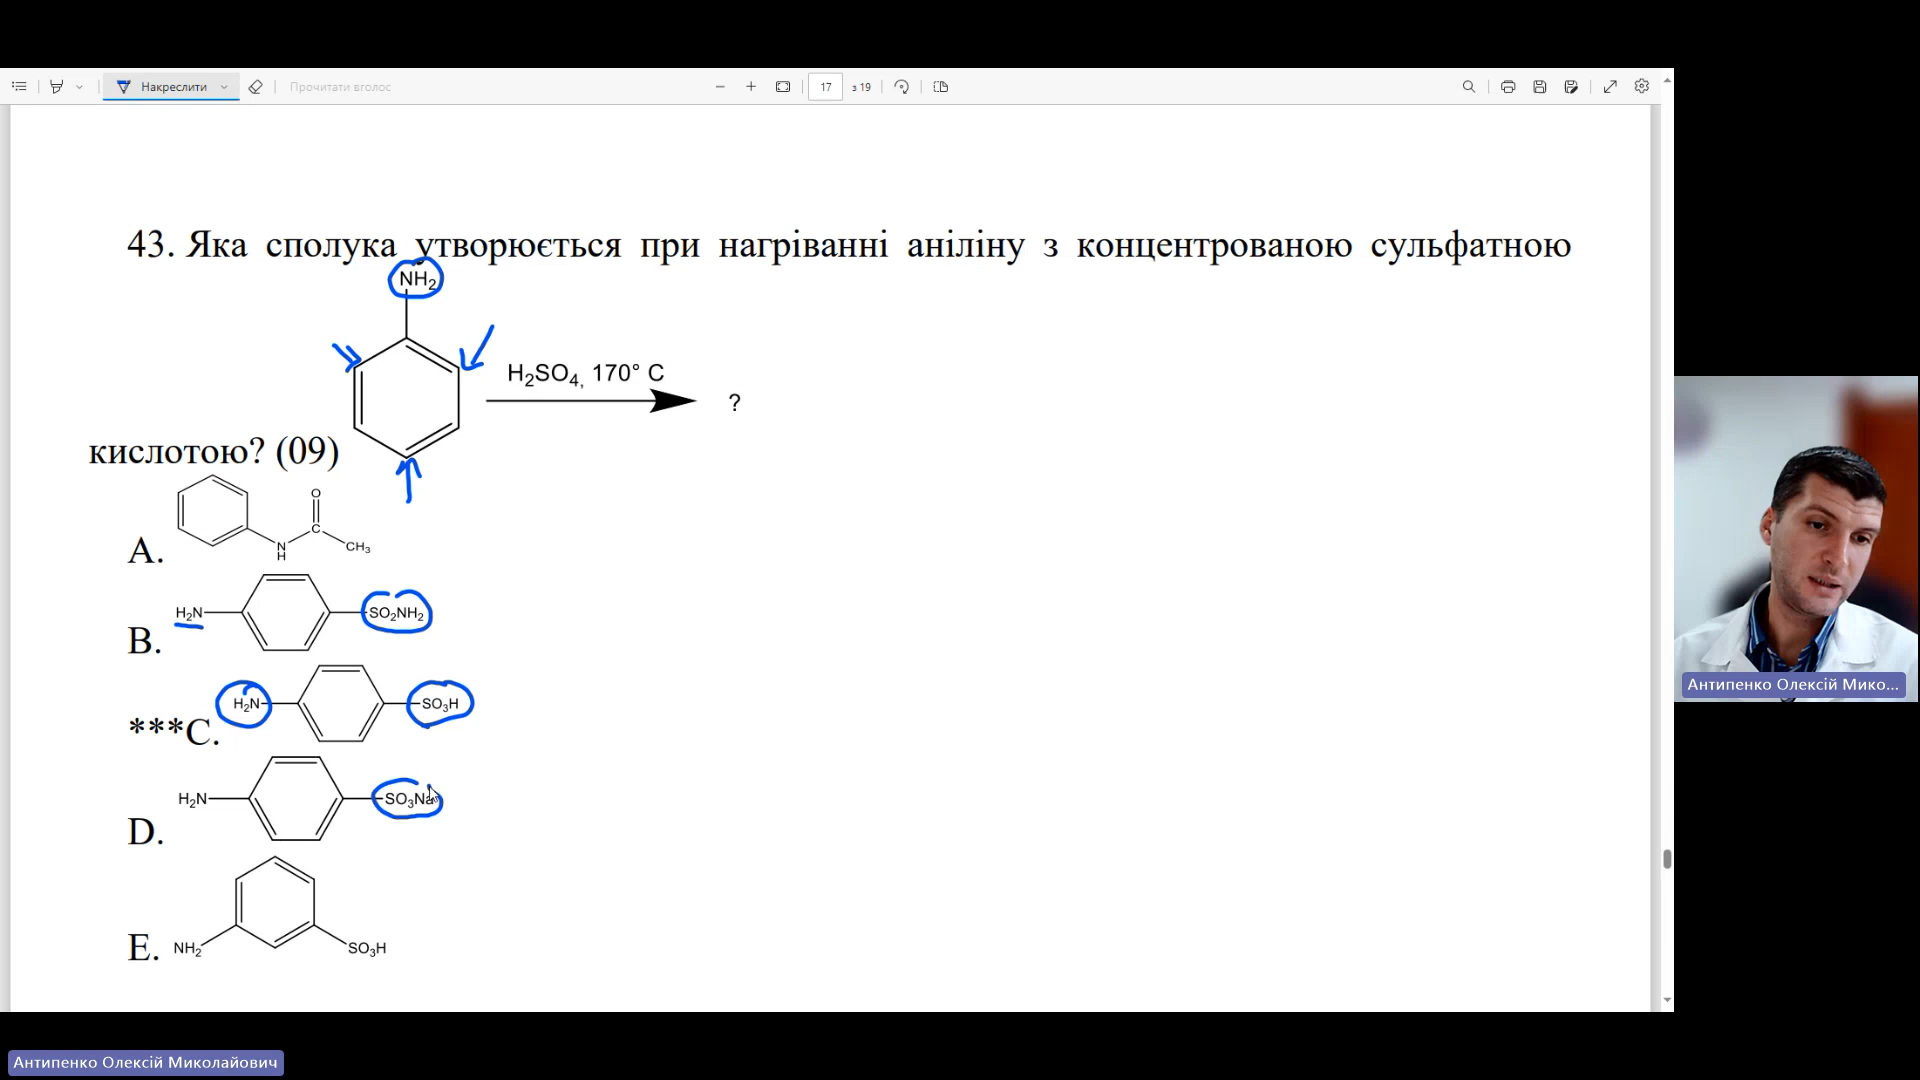 Накреслити
Прочитати вголос
17 з 19
43. Яка сполука утворюється при нагріванні аніліну з концентрованою сульфатною
NH2
H2SO4, 170° C
?
кислотою? (09)
O
C
N
H
CH3
A.
H2N
SO2NH2
B.
H2N
SO3H
***C.
H2N
SO3Na
D.
E.
NH2
SO3H
Антипенко Олексій Мико...
Антипенко Олексій Миколайович